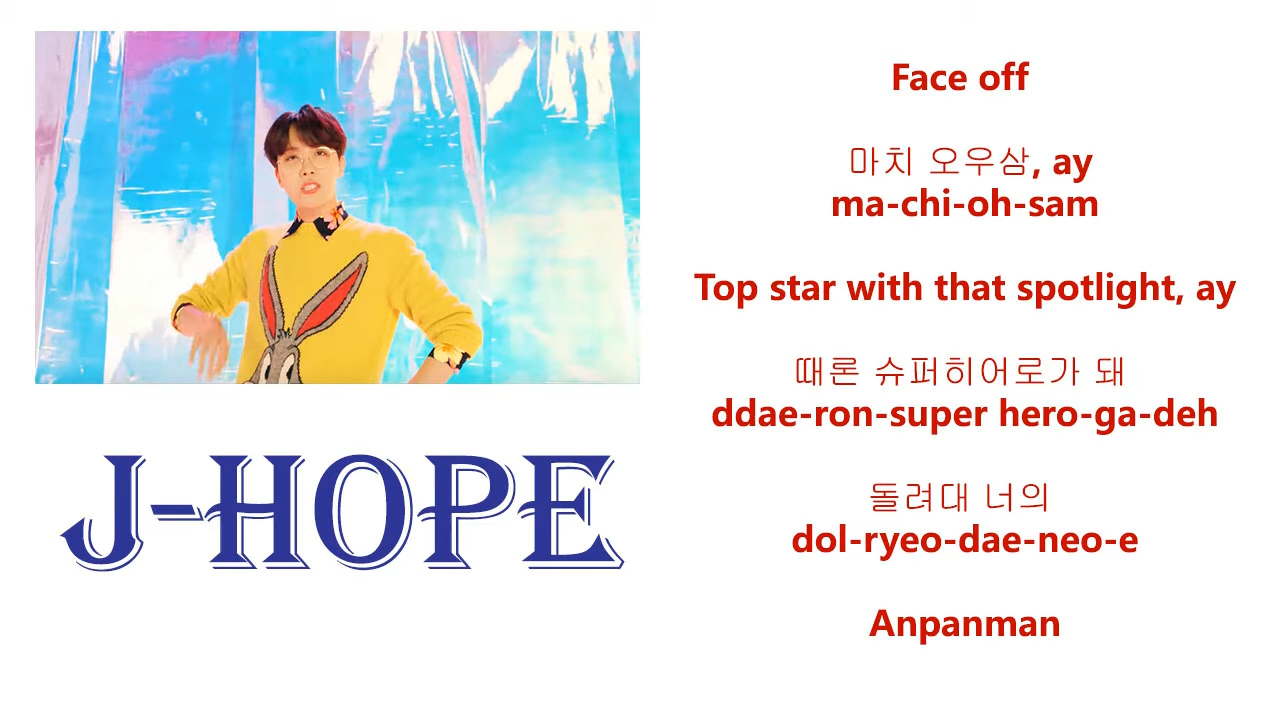 Face off
마치 오우삼, ay
ma-chi-oh-sam
Top star with that spotlight, ay
때론 슈퍼히어로가 돼
ddae-ron-super hero-ga-deh
돌려대 너의
dol-ryeo-dae-neo-e
Anpanman
J-HOPE